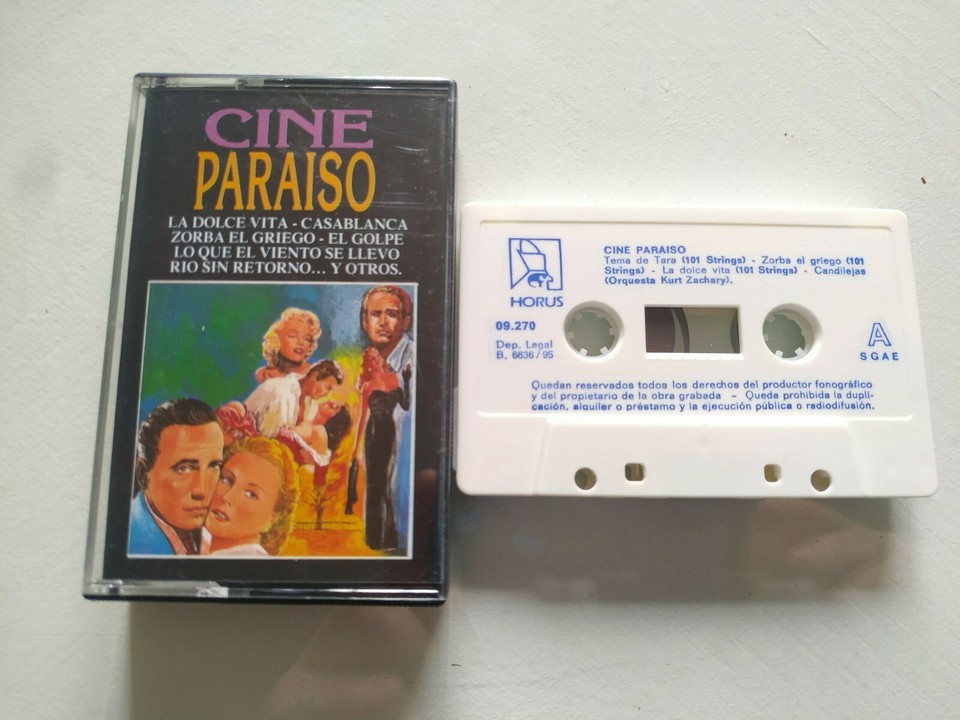 CINE
PARAISO
LA DOLCE VITA - CASABLANCA
ZORBA EL GRIEGO - EL GOLPE
LO QUE EL VIENTO SE LLEVO
RIO SIN RETORNO... Y OTROS.
HORUS
CINE PARAISO
Tema de Tara (101 Strings) - Zorba el griego (101
Strings) - La dolce vita (101 Strings) - Candilejas
(Orquesta Kurt Zachary).
09.270
Dep. Legal
B, 6836/95
A
SGAE
Quedan reservados todos los derechos del productor fonográfico
y del propietario de la obra grabada - Queda prohibida la dupli-
cación, alquiler o préstamo y la ejecución pública o radiodifusión.